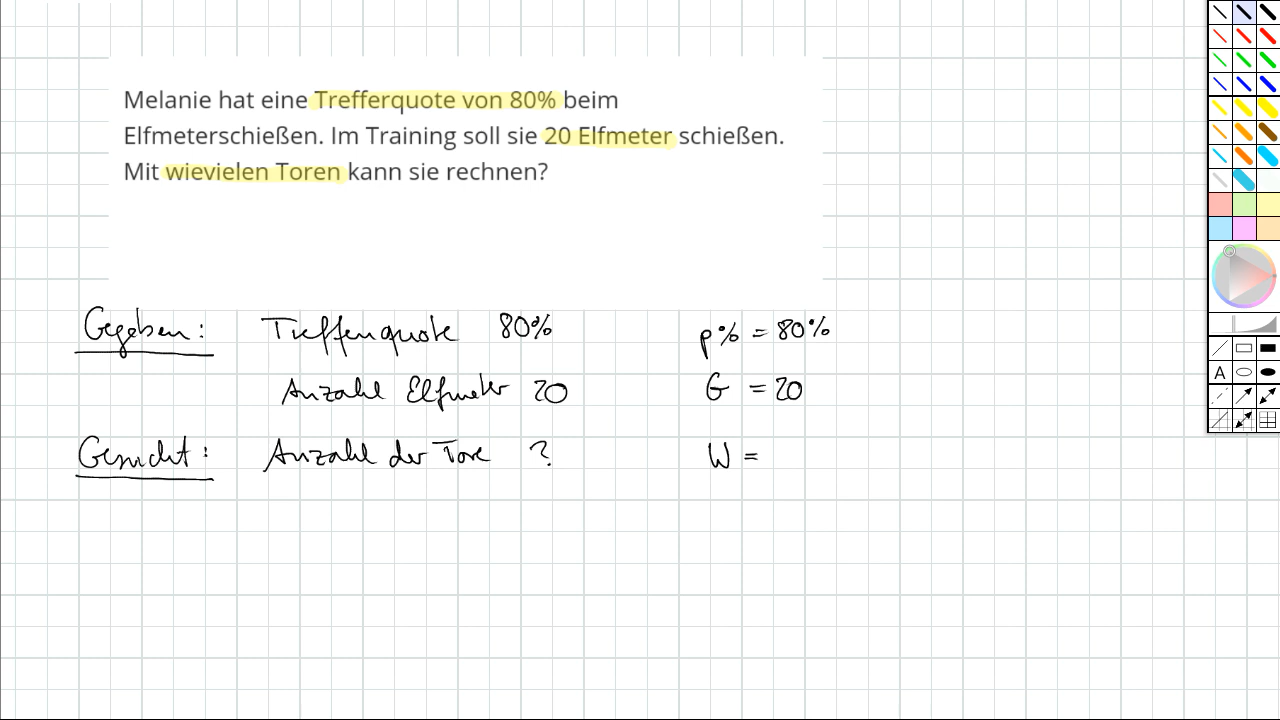 Melanie hat eine Trefferquote von 80% beim
Elfmeterschießen. Im Training soll sie 20 Elfmeter schießen.
Mit wievielen Toren kann sie rechnen?
Gegeben: Treffenquote 80% p% = 80%
Anzahl Elfmeter 20 G = 20
Gesucht: Anzahl der Tore ? W =
A